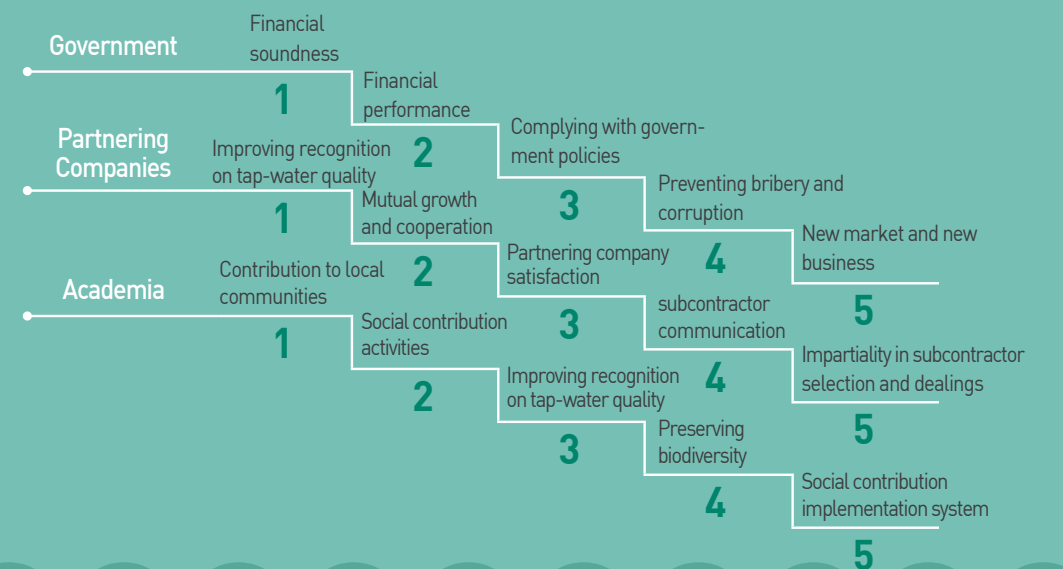 Government
Financial
soundness
1
Financial
performance
2
Complying with govern-
ment policies
3
Preventing bribery and
corruption
4
New market and new
business
5
Partnering
Companies
Improving recognition
on tap-water quality
1
Mutual growth
and cooperation
2
Partnering company
satisfaction
3
subcontractor
communication
4
Impartiality in subcontractor
selection and dealings
5
Academia
Contribution to local
communities
1
Social contribution
activities
2
Improving recognition
on tap-water quality
3
Preserving
biodiversity
4
Social contribution
implementation system
5